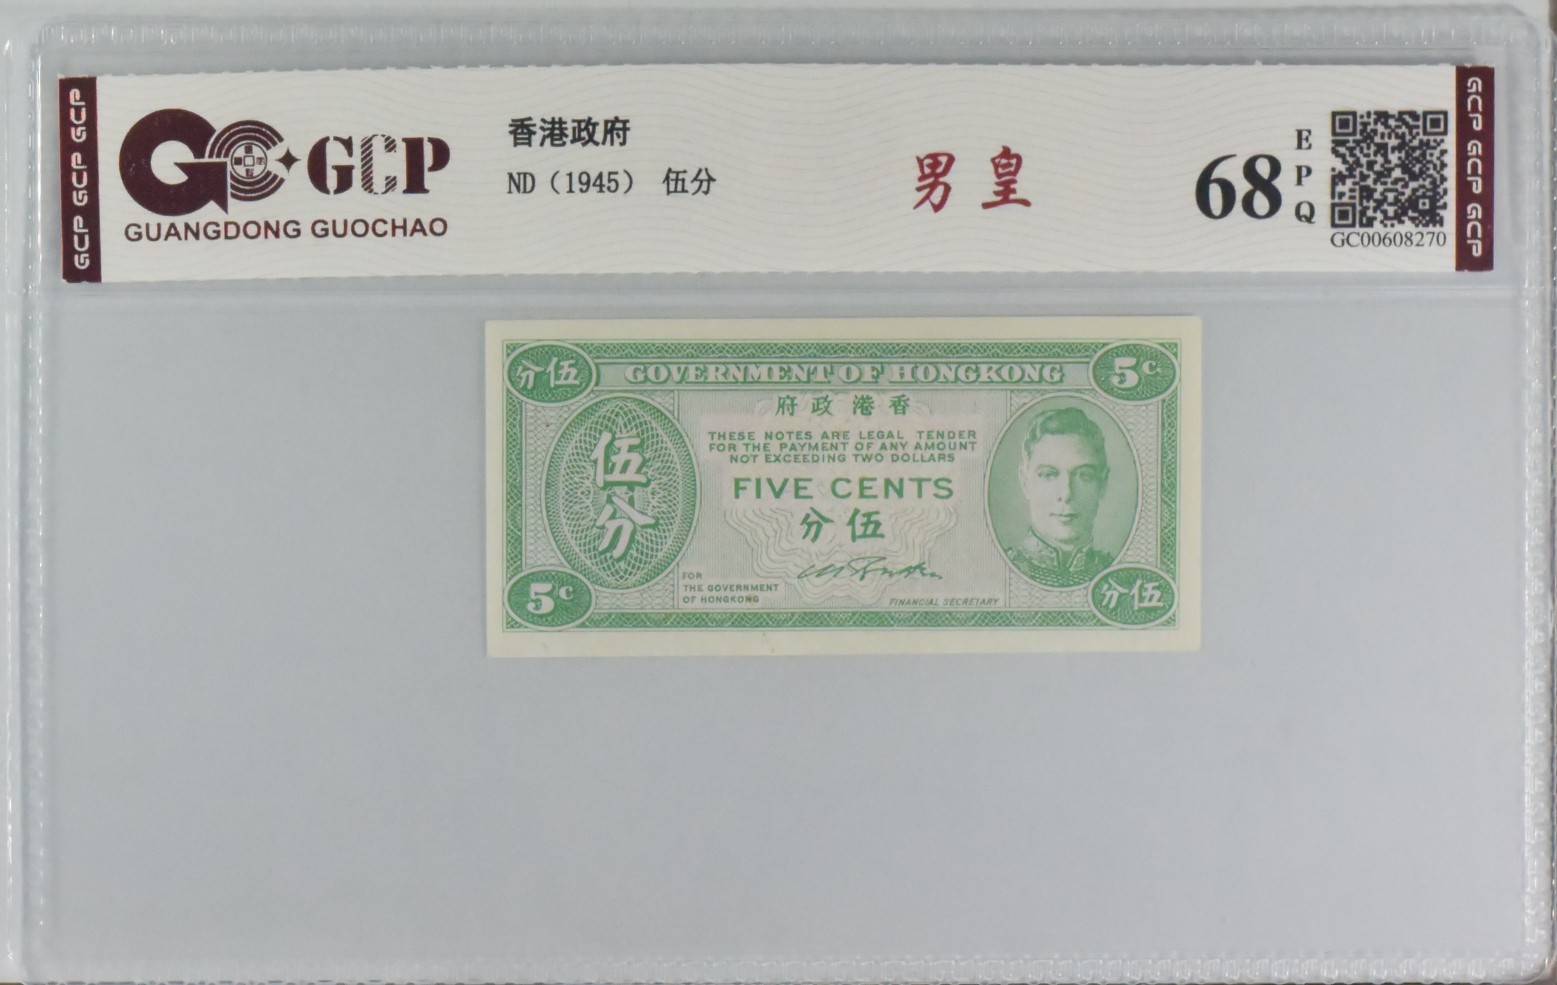 GCP GCP GCP
GCP
GUANGDONG GUOCHAO
香港政府
ND（1945） 伍分
男皇
68
EPQ
GC00608270
GCP GCP GCP
分伍
GOVERNMENT OF HONGKONG
5c
府政港香
THESE NOTES ARE LEGAL TENDER
FOR THE PAYMENT OF ANY AMOUNT
NOT EXCEEDING TWO DOLLARS
伍分
FIVE CENTS
分伍
FOR
THE GOVERNMENT
OF HONGKONG
FINANCIAL SECRETARY
5c
分伍